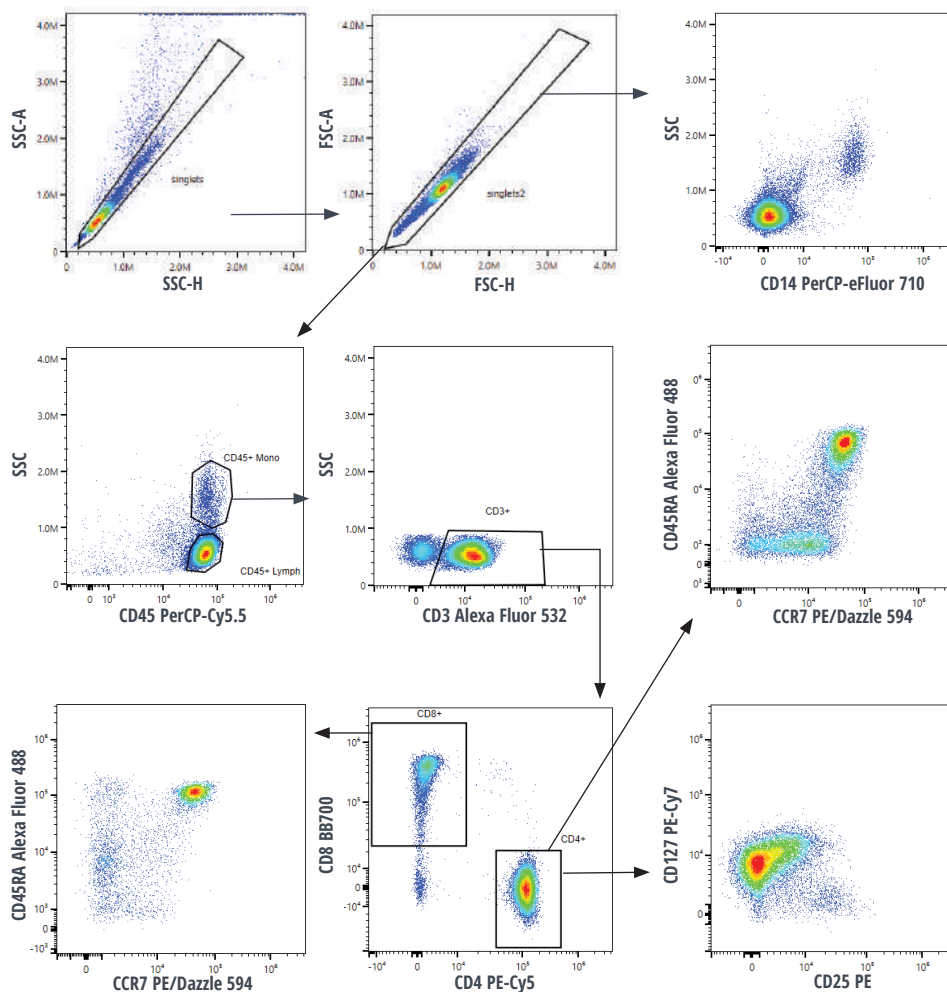 4.0M
3.0M
2.0M
1.0M
0
SSC-A
singlets
0 1.0M 2.0M 3.0M 4.0M
SSC-H
4.0M
3.0M
2.0M
1.0M
0
FSC-A
singlets2
0 1.0M 2.0M 3.0M 4.0M
FSC-H
4.0M
3.0M
2.0M
1.0M
0
SSC
-10⁴ 0 10⁴ 10⁵ 10⁶
CD14 PerCP-eFluor 710
4.0M
3.0M
2.0M
1.0M
0
SSC
CD45+ Mono
CD45+ Lymph
0 10³ 10⁴ 10⁵ 10⁶
CD45 PerCP-Cy5.5
4.0M
3.0M
2.0M
1.0M
0
SSC
CD3+
0 10⁴ 10⁵ 10⁶
CD3 Alexa Fluor 532
0⁶
0⁵
0⁴
0³
0
0³
CD45RA Alexa Fluor 488
0 10⁴ 10⁵ 10⁶
CCR7 PE/Dazzle 594
10⁶
10⁵
10⁴
10³
0
-10³
CD45RA Alexa Fluor 488
0 10⁴ 10⁵ 10⁶
CCR7 PE/Dazzle 594
CD8+
10⁶
10⁵
10⁴
0
-10⁴
CD8 BB700
CD4+
-10⁴ 0 10⁴ 10⁵ 10⁶
CD4 PE-Cy5
10⁶
10⁵
10⁴
0
CD127 PE-Cy7
0 10⁴ 10⁵ 10⁶
CD25 PE